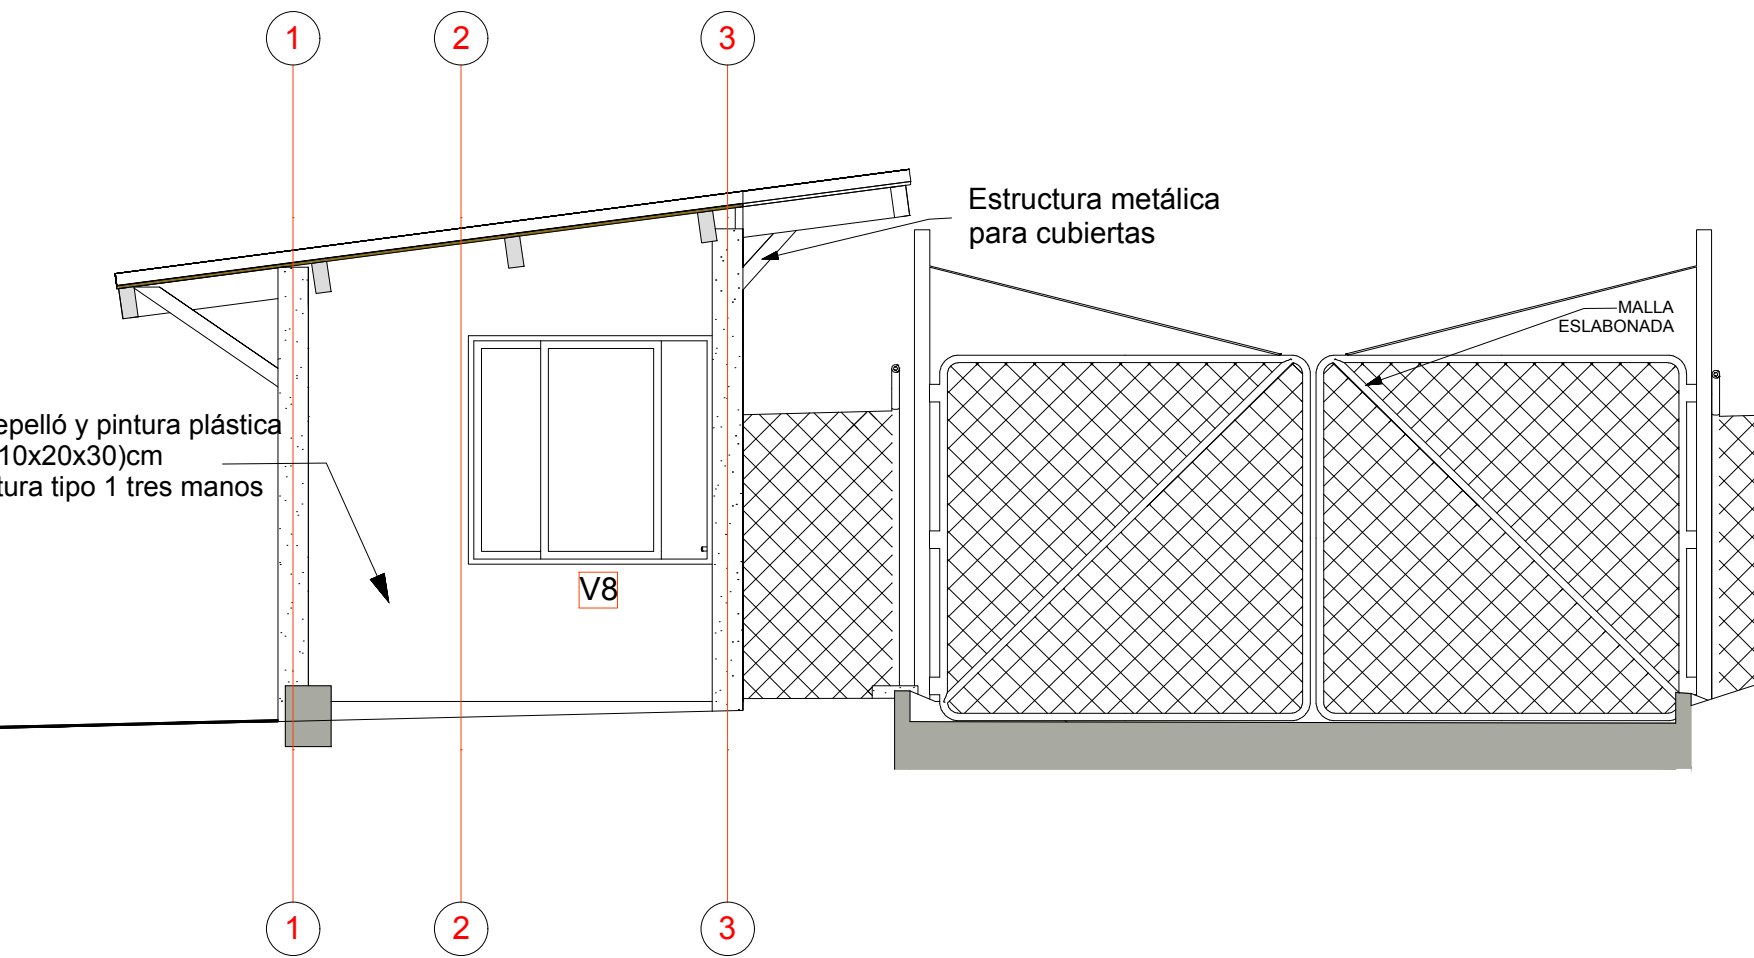 1
2
3
Estructura metálica
para cubiertas
MALLA
ESLABONADA
epelló y pintura plástica
10x20x30)cm
tura tipo 1 tres manos
V8
1
2
3